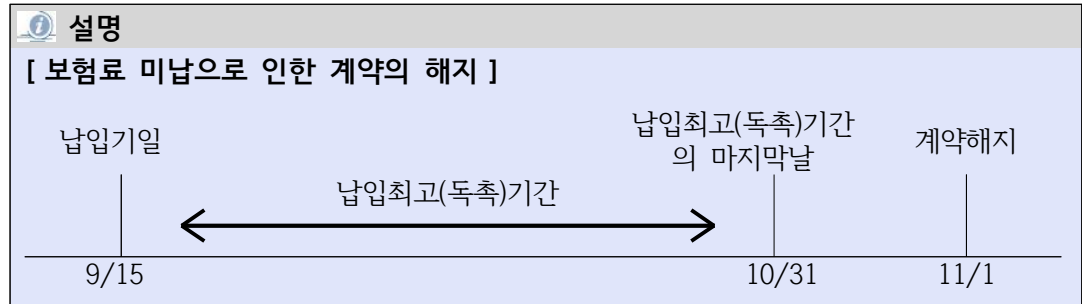 설명
[ 보험료 미납으로 인한 계약의 해지 ]
납입기일
납입최고(독촉)기간
의 마지막날
계약해지
납입최고(독촉)기간
9/15
10/31
11/1